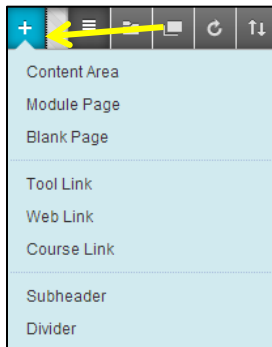 Content Area
Module Page
Blank Page
Tool Link
Web Link
Course Link
Subheader
Divider